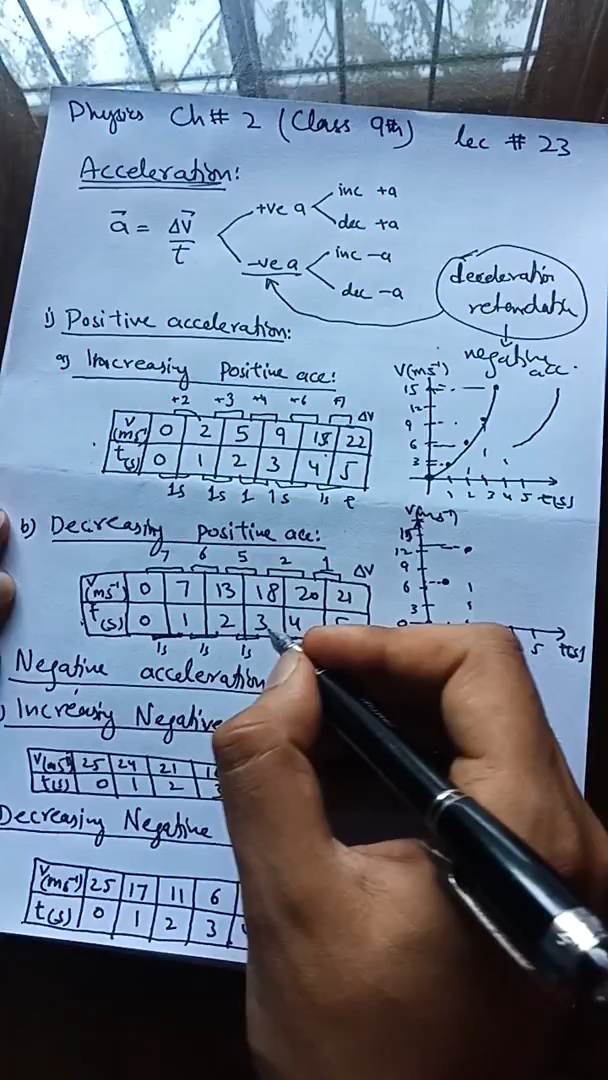 Physics Ch # 2 (Class 9th) lec # 23
Acceleration:
a = ΔV / t
+ve a
inc +a
dec +a
-ve a
inc -a
dec -a
deceleration
retendation
negative acc.
i) Positive acceleration:
a) Increasing positive acc:
+2 +3 +4 +6 +7 ΔV
V (ms⁻¹) 0 2 5 9 15 22
t(s) 0 1 2 3 4 5
1s 1s 1 1s 1s
V(ms⁻¹)
15
12
9
6
3
1 2 3 4 5 t(s)
b) Decreasing positive acc:
7 6 5 2 1 ΔV
V (ms⁻¹) 0 7 13 18 20 21
t(s) 0 1 2 3 4 5
1s 1s 1s
V(ms⁻¹)
15
12
9
6
3
0
5 t(s)
Negative acceleration
) Increasing Negative
V(ms⁻¹) 25 24 21
t(s) 0 1 2 3
Decreasing Negative
V(ms⁻¹) 25 17 11 6
t(s) 0 1 2 3